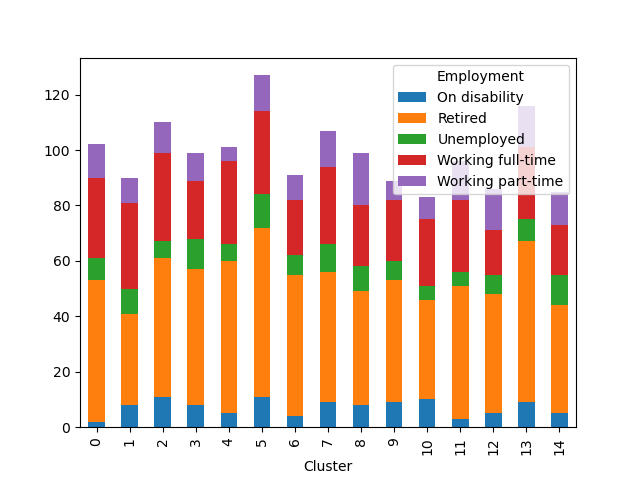 Employment
On disability
Retired
Unemployed
Working full-time
Working part-time
120
100
80
60
40
20
0
0 1 2 3 4 5 6 7 8 9 10 11 12 13 14
Cluster